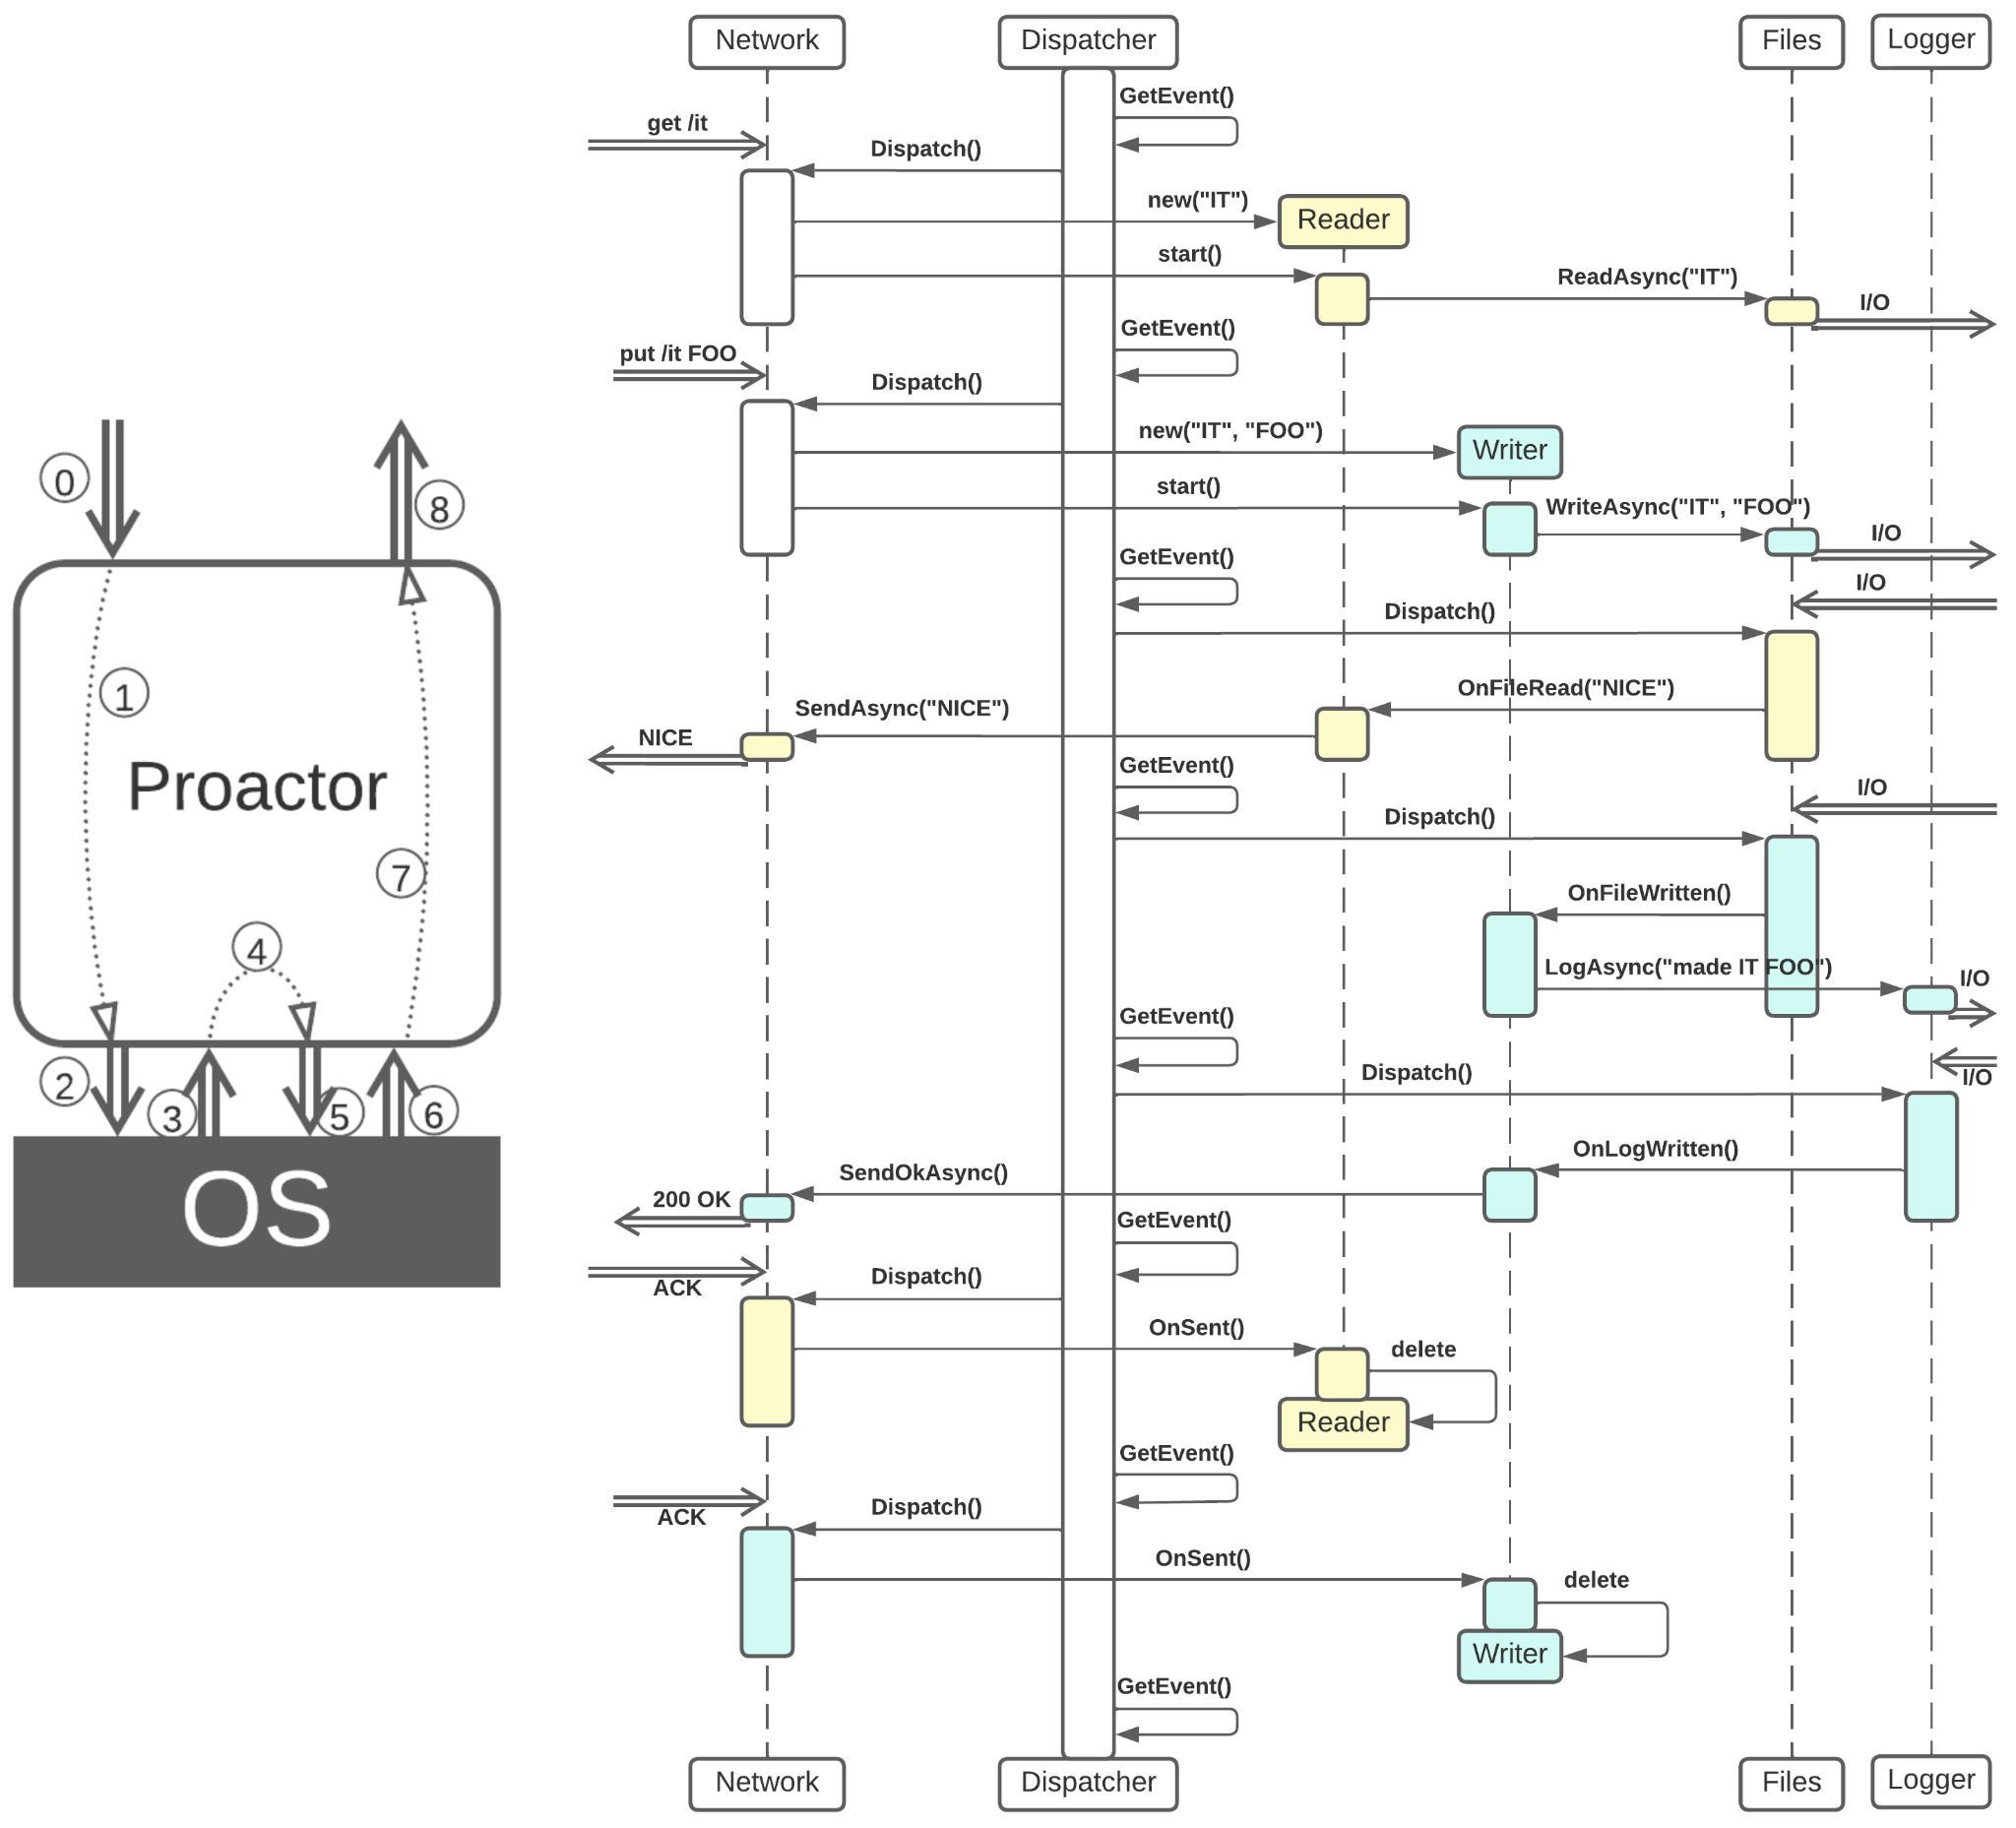 Network
Dispatcher
Files
Logger
GetEvent()
get /it
Dispatch()
new("IT")
Reader
start()
ReadAsync("IT")
I/O
GetEvent()
put /it FOO
Dispatch()
new("IT", "FOO")
Writer
start()
WriteAsync("IT", "FOO")
I/O
GetEvent()
I/O
Dispatch()
OnFileRead("NICE")
SendAsync("NICE")
NICE
GetEvent()
I/O
Dispatch()
OnFileWritten()
LogAsync("made IT FOO")
I/O
GetEvent()
Dispatch()
I/O
OnLogWritten()
SendOkAsync()
200 OK
GetEvent()
ACK
Dispatch()
OnSent()
delete
Reader
GetEvent()
ACK
Dispatch()
OnSent()
delete
Writer
GetEvent()
Network
Dispatcher
Files
Logger
0
8
1
Proactor
7
4
2
3
5
6
OS